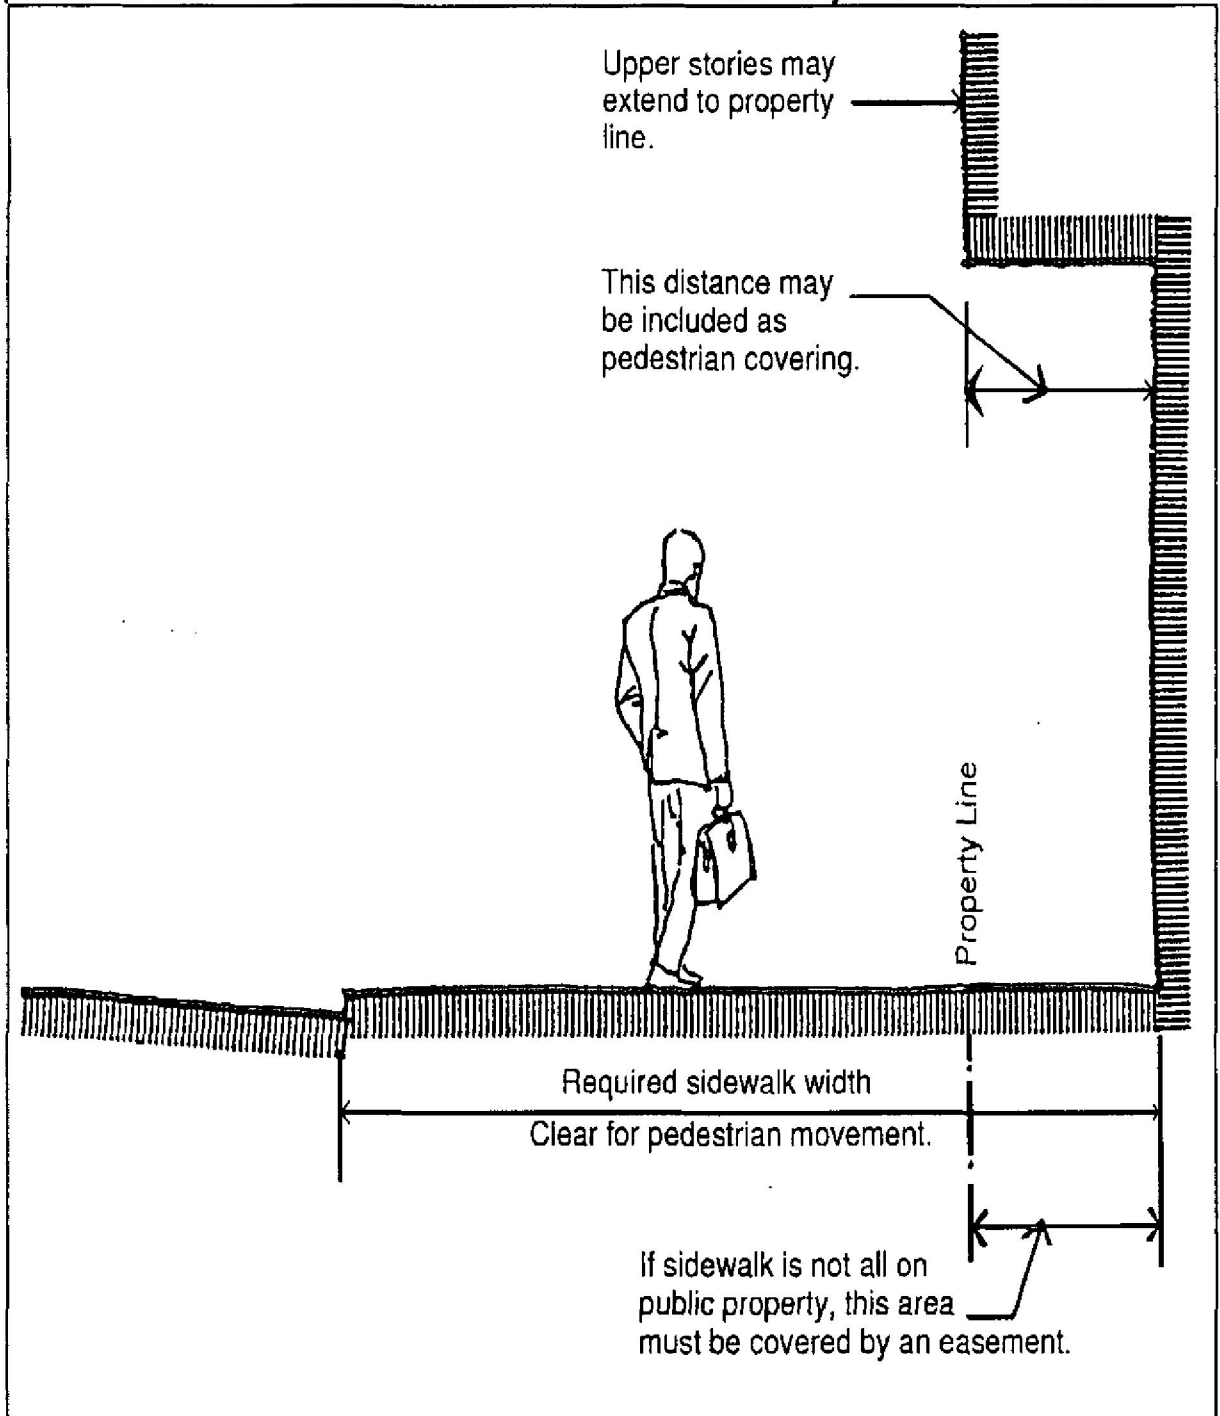 Upper stories may
extend to property
line.
This distance may
be included as
pedestrian covering.
Property Line
Required sidewalk width
Clear for pedestrian movement.
If sidewalk is not all on
public property, this area
must be covered by an easement.